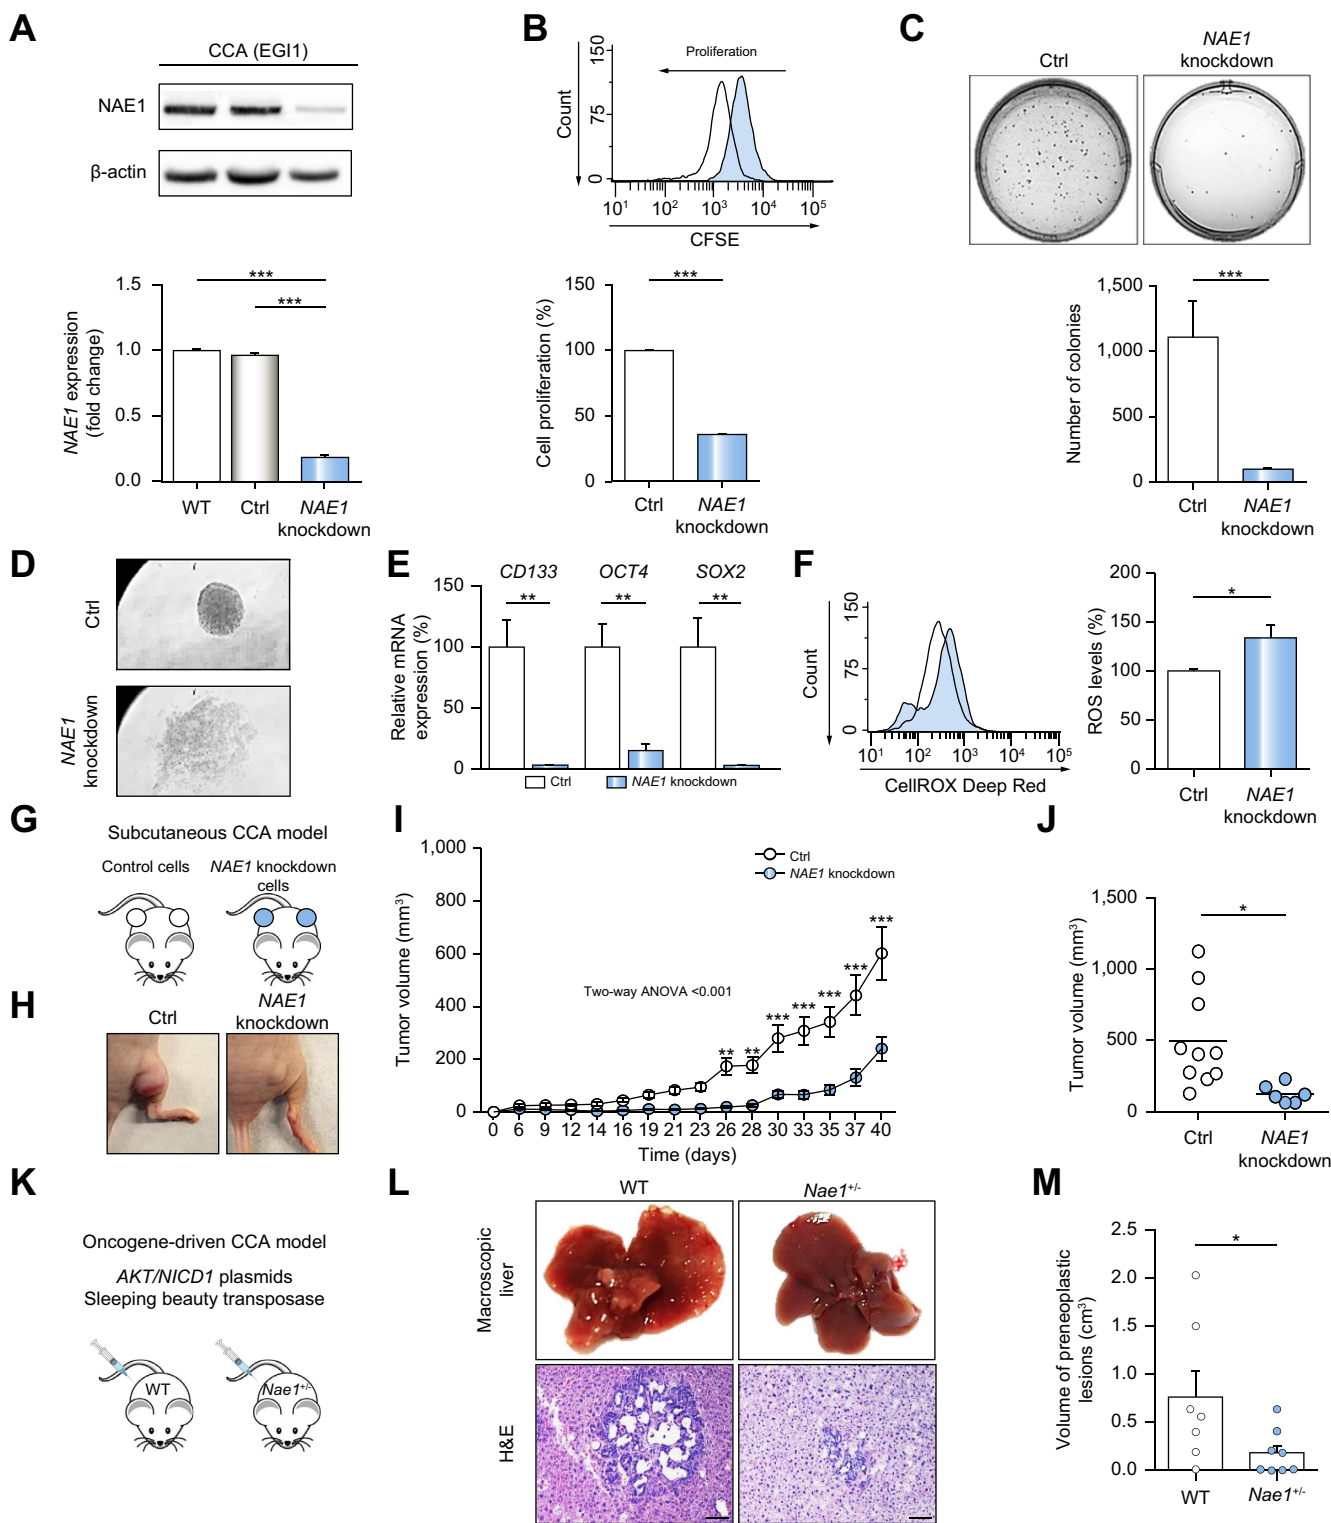 A
CCA (EGI1)
NAE1
β-actin
NAE1 expression
(fold change)
1.5
1.0
0.5
0.0
***
***
WT
Ctrl
NAE1
knockdown
B
Count
150
75
0
Proliferation
10¹ 10² 10³ 10⁴ 10⁵
CFSE
Cell proliferation (%)
150
100
50
0
***
Ctrl
NAE1
knockdown
C
Ctrl
NAE1
knockdown
Number of colonies
1,500
1,000
500
0
***
Ctrl
NAE1
knockdown
D
Ctrl
NAE1
knockdown
E
CD133 OCT4 SOX2
Relative mRNA
expression (%)
150
100
50
0
** ** **
Ctrl
NAE1 knockdown
F
Count
150
75
0
10¹ 10² 10³ 10⁴ 10⁵
CellROX Deep Red
ROS levels (%)
200
150
100
50
0
*
Ctrl
NAE1
knockdown
G
Subcutaneous CCA model
Control cells
NAE1 knockdown
cells
H
Ctrl
NAE1
knockdown
I
Tumor volume (mm³)
1,000
800
600
400
200
0
Ctrl
NAE1 knockdown
Two-way ANOVA <0.001
** ** *** *** *** *** ***
0 6 9 12 14 16 19 21 23 26 28 30 33 35 37 40
Time (days)
J
Tumor volume (mm³)
1,500
1,000
500
0
*
Ctrl
NAE1
knockdown
K
Oncogene-driven CCA model
AKT/NICD1 plasmids
Sleeping beauty transposase
WT
Nae1⁺/⁻
L
WT
Nae1⁺/⁻
Macroscopic
liver
H&E
M
Volume of preneoplastic
lesions (cm³)
2.5
2.0
1.5
1.0
0.5
0.0
*
WT
Nae1⁺/⁻